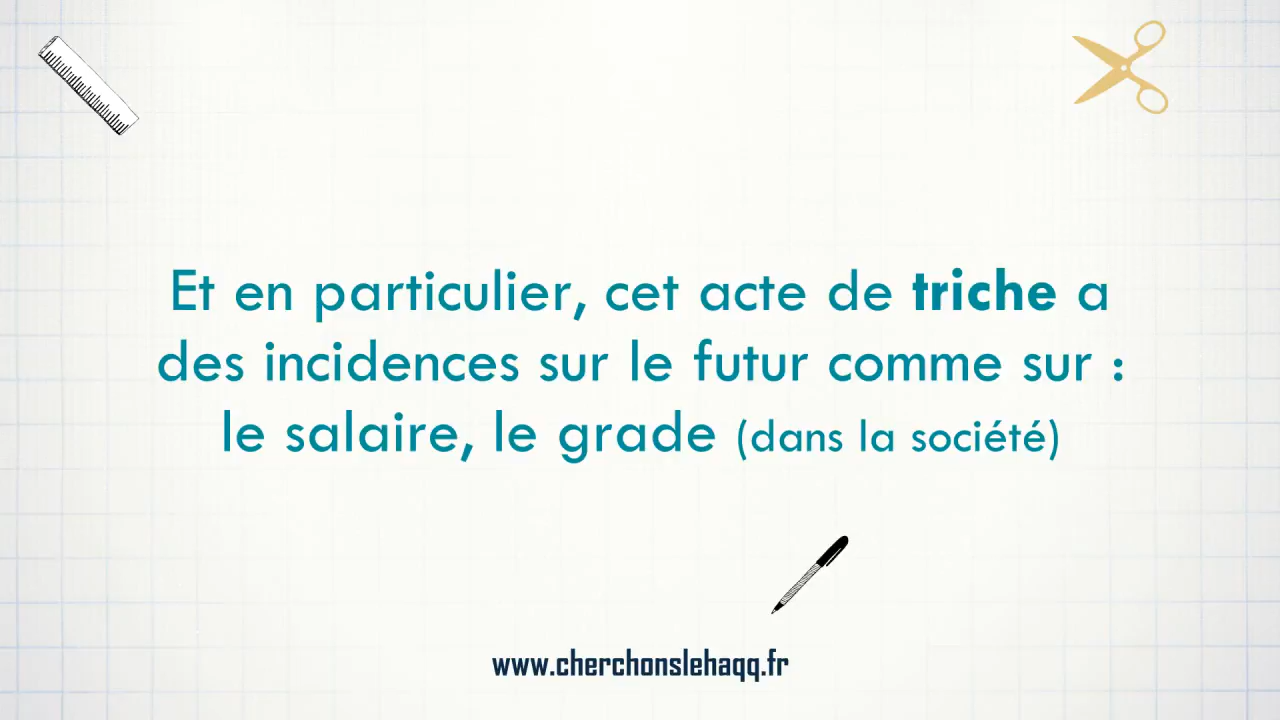 Et en particulier, cet acte de triche a
des incidences sur le futur comme sur :
le salaire, le grade (dans la société)
www.cherchonslehaqq.fr